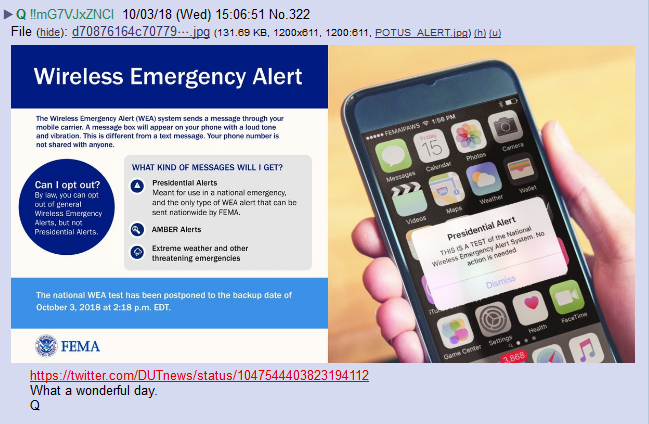 Q !!mG7VJxZNCI 10/03/18 (Wed) 15:06:51 No.322
File (hide): d70876164c70779⋯.jpg (131.69 KB, 1200x611, 1200:611, POTUS_ALERT.jpg) (h) (u)
Wireless Emergency Alert
The Wireless Emergency Alert (WEA) system sends a message through your
mobile carrier. A message box will appear on your phone with a loud tone
and vibration. This is different from a text message. Your phone number
is not shared with anyone.
Can I opt out?
By law, you can opt
out of general
Wireless Emergency
Alerts, but not
Presidential Alerts.
WHAT KIND OF MESSAGES WILL I GET?
Presidential Alerts
Meant for use in a national emergency,
and the only type of WEA alert that can be
sent nationwide by FEMA.
AMBER Alerts
Extreme weather and other
threatening emergencies
The national WEA test has been postponed to the backup date of
October 3, 2018 at 2:18 p.m. EDT.
FEMA
FEMAIPAWS 1:56 PM
Friday
15
Messages Calendar Photos Camera
Videos Maps Weather Wallet
Presidential Alert
THIS IS A TEST of the National
Wireless Emergency Alert System. No
action is needed
Dismiss
Game Center Settings Health FaceTime
3,668
https://twitter.com/DUTnews/status/1047544403823194112
What a wonderful day.
Q